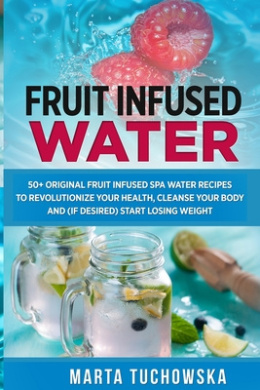 FRUIT INFUSED
WATER
50+ ORIGINAL FRUIT INFUSED SPA WATER RECIPES
TO REVOLUTIONIZE YOUR HEALTH, CLEANSE YOUR BODY
AND (IF DESIRED) START LOSING WEIGHT
MARTA TUCHOWSKA